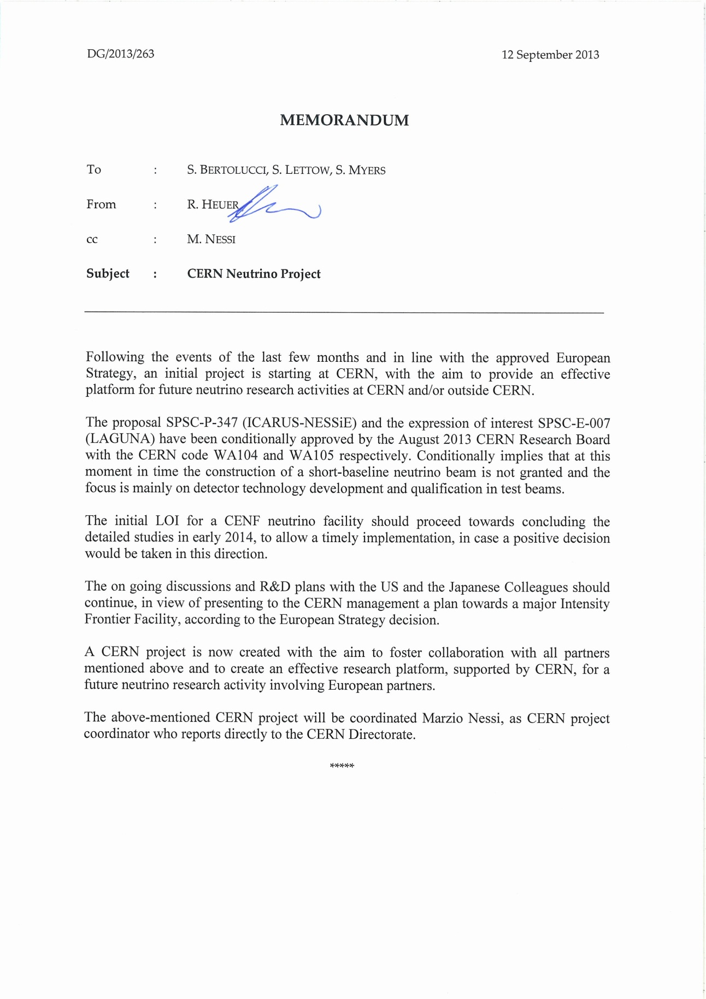 DG/2013/263 12 September 2013
MEMORANDUM
To : S. BERTOLUCCI, S. LETTOW, S. MYERS
From : R. HEUER
cc : M. NESSI
Subject : CERN Neutrino Project
Following the events of the last few months and in line with the approved European
Strategy, an initial project is starting at CERN, with the aim to provide an effective
platform for future neutrino research activities at CERN and/or outside CERN.
The proposal SPSC-P-347 (ICARUS-NESSiE) and the expression of interest SPSC-E-007
(LAGUNA) have been conditionally approved by the August 2013 CERN Research Board
with the CERN code WA104 and WA105 respectively. Conditionally implies that at this
moment in time the construction of a short-baseline neutrino beam is not granted and the
focus is mainly on detector technology development and qualification in test beams.
The initial LOI for a CENF neutrino facility should proceed towards concluding the
detailed studies in early 2014, to allow a timely implementation, in case a positive decision
would be taken in this direction.
The on going discussions and R&D plans with the US and the Japanese Colleagues should
continue, in view of presenting to the CERN management a plan towards a major Intensity
Frontier Facility, according to the European Strategy decision.
A CERN project is now created with the aim to foster collaboration with all partners
mentioned above and to create an effective research platform, supported by CERN, for a
future neutrino research activity involving European partners.
The above-mentioned CERN project will be coordinated Marzio Nessi, as CERN project
coordinator who reports directly to the CERN Directorate.
*****